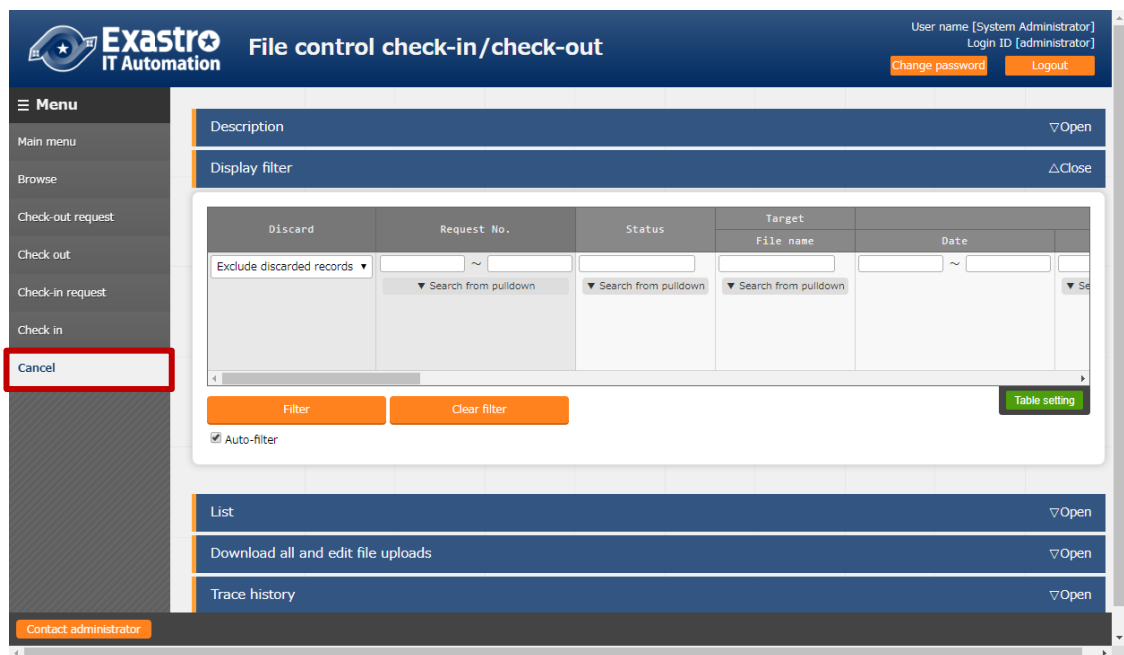 Exastro
IT Automation
File control check-in/check-out
User name [System Administrator]
Login ID [administrator]
Change password
Logout
☰ Menu
Main menu
Browse
Check-out request
Check out
Check-in request
Check in
Cancel
Description
▽Open
Display filter
△Close
Discard
Request No.
Status
Target
File name
Date
Exclude discarded records ▼
~
~
▼ Search from pulldown
▼ Search from pulldown
▼ Search from pulldown
▼ Se
Filter
Clear filter
Table setting
Auto-filter
List
▽Open
Download all and edit file uploads
▽Open
Trace history
▽Open
Contact administrator